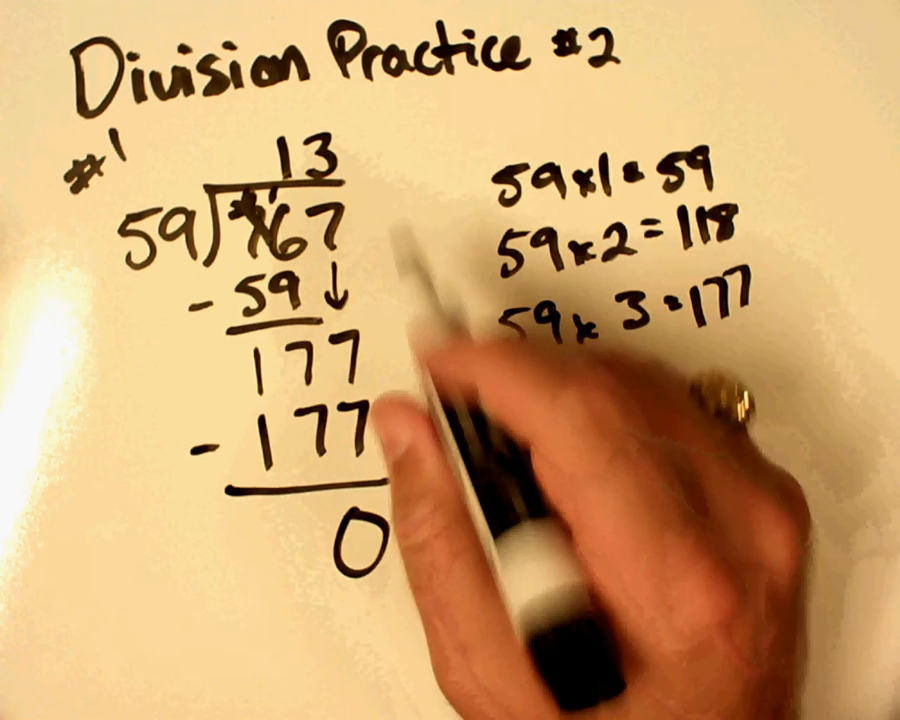 Division Practice #2
#1
13
59)767
- 59↓
177
- 177
0
59x1=59
59x2=118
59x3=177